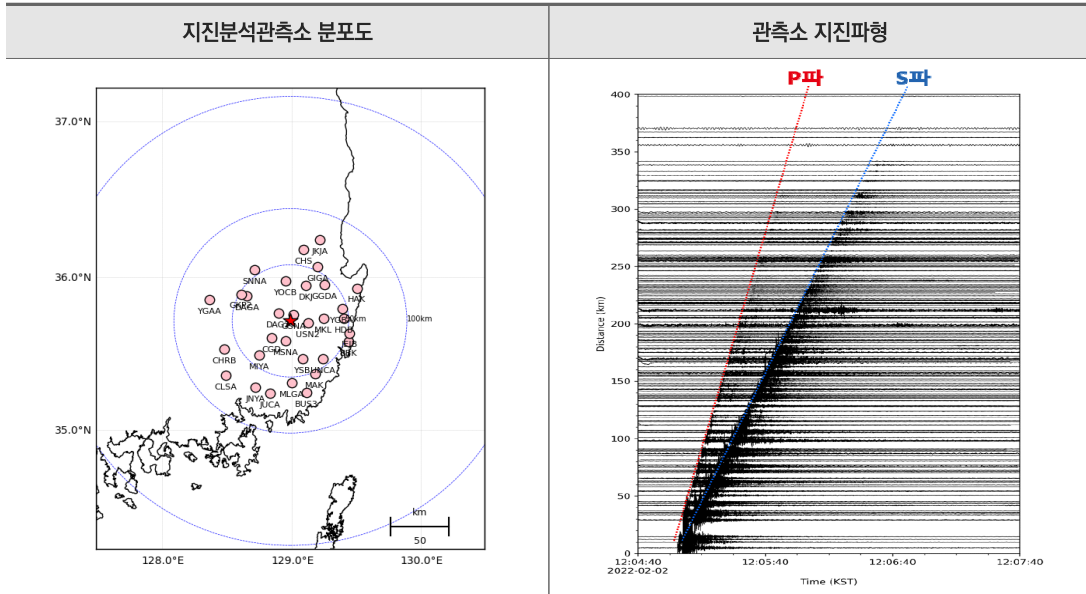 지진분석관측소 분포도
관측소 지진파형
37.0°N
36.0°N
35.0°N
128.0°E
129.0°E
130.0°E
JKJA
CHS
GIGA
SNNA
YOCB
DKJ
GGDA
HAK
GKP2
DAGA
YGAA
100km
USN2
MKL
HDB
CGD
MSNA
CHRB
MIYA
YSBUNCA
CLSA
MAK
JNYA
JUCA
MLGA
BUS3
km
50
P파
S파
400
350
300
250
200
150
100
50
0
Distance (km)
12:04:40
12:05:40
12:06:40
12:07:40
2022-02-02
Time (KST)